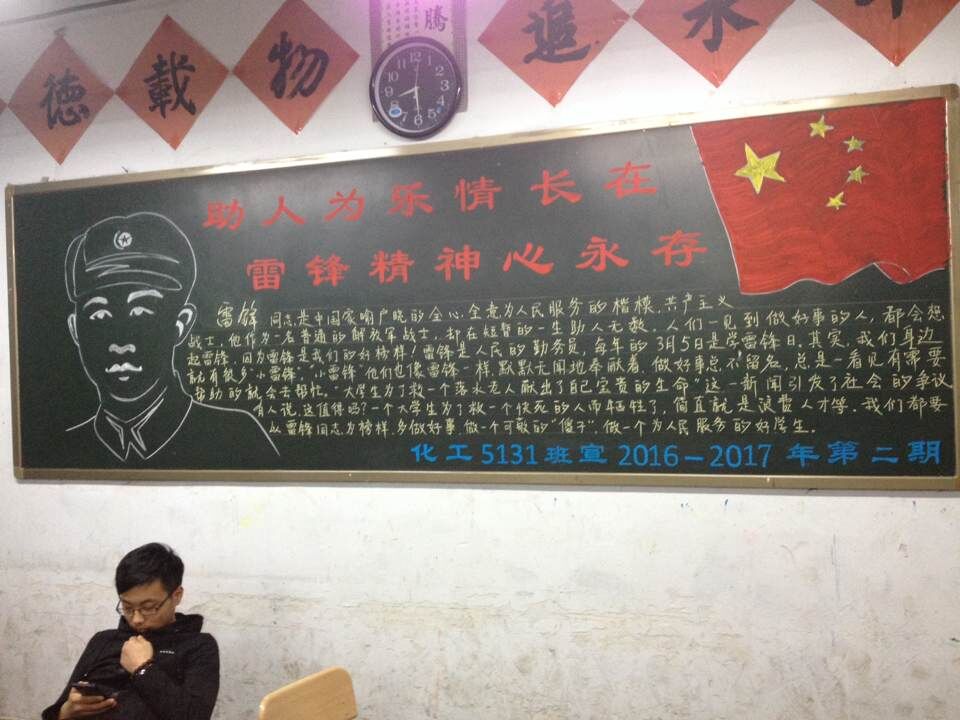 德載物
騰
追求
助人为乐情长在
雷锋精神心永存
雷锋同志是中国家喻户晓的全心全意为人民服务的楷模,共产主义
战士,他作为一名普通的解放军战士,却在短暂的一生助人无数。人们一见到做好事的人,都会想
起雷锋,因为雷锋是我们的好榜样!雷锋是人民的勤务员,每年的3月5日是学雷锋日,其实,我们身边
就有很多“小雷锋”“小雷锋”他们也像雷锋一样,默默无闻地奉献着,做好事总不留名,总是一看见有需要
帮助的就会去帮忙。“大学生为了救一个落水老人献出了自己宝贵的生命”这一新闻引发了社会的争议
有人说,这值得吗?一个大学生为了救一个快死的人而牺牲了,简直就是浪费人才等。我们都要
以雷锋同志为榜样,多做好事,做一个可敬的“傻子”,做一个为人民服务的好学生。
化工5131班宣2016-2017年第二期